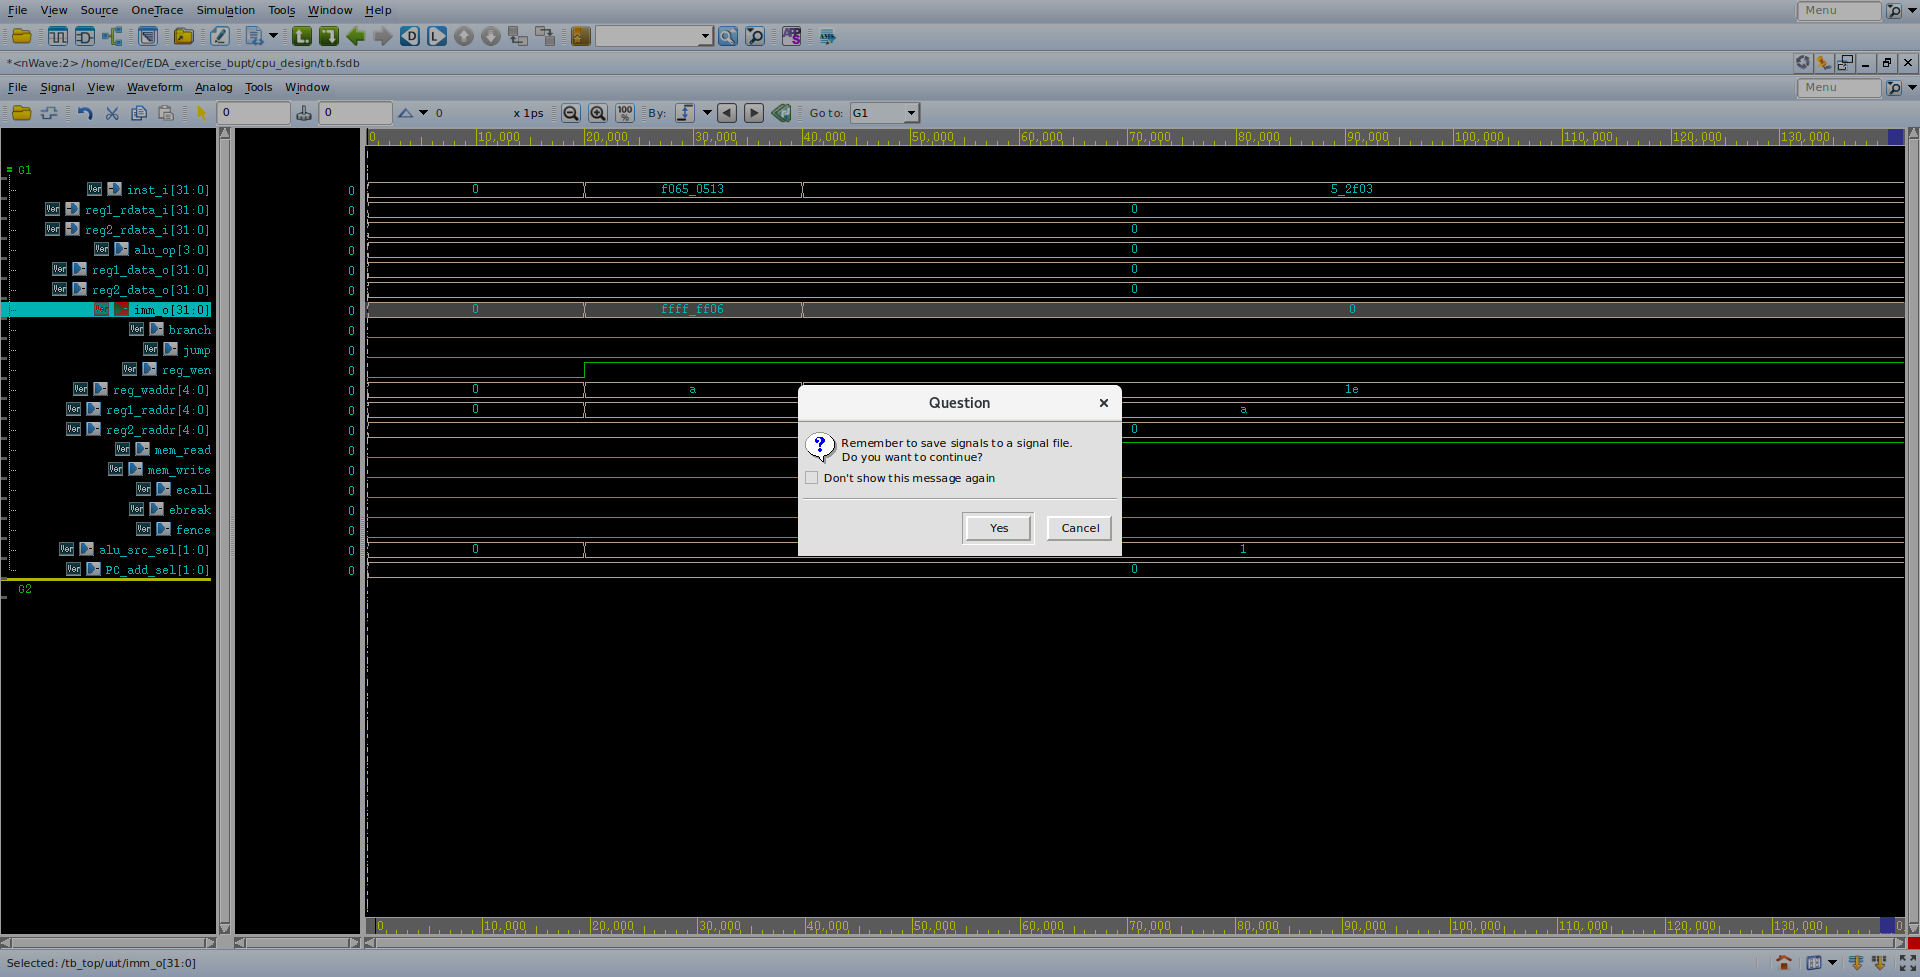 File View Source OneTrace Simulation Tools Window Help Menu
*<nWave:2> /home/ICer/EDA_exercise_bupt/cpu_design/tb.fsdb
File Signal View Waveform Analog Tools Window Menu
0 0 0 x 1ps 100 % By: Go to: G1
0 10,000 20,000 30,000 40,000 50,000 60,000 70,000 80,000 90,000 100,000 110,000 120,000 130,000
G1
inst_i[31:0] 0 0 f065_0513 5_2f03
reg1_rdata_i[31:0] 0 0
reg2_rdata_i[31:0] 0 0
alu_op[3:0] 0 0
reg1_data_o[31:0] 0 0
reg2_data_o[31:0] 0 0
imm_o[31:0] 0 0 ffff_ff06 0
branch 0
jump 0
reg_wen 0
reg_waddr[4:0] 0 0 a 1e
reg1_raddr[4:0] 0 0 a
reg2_raddr[4:0] 0 0
mem_read 0
mem_write 0
ecall 0
ebreak 0
fence 0
alu_src_sel[1:0] 0 0 1
PC_add_sel[1:0] 0 0
G2
Question
Remember to save signals to a signal file.
Do you want to continue?
Don't show this message again
Yes Cancel
0 10,000 20,000 30,000 40,000 50,000 60,000 70,000 80,000 90,000 100,000 110,000 120,000 130,000 0
Selected: /tb_top/uut/imm_o[31:0]